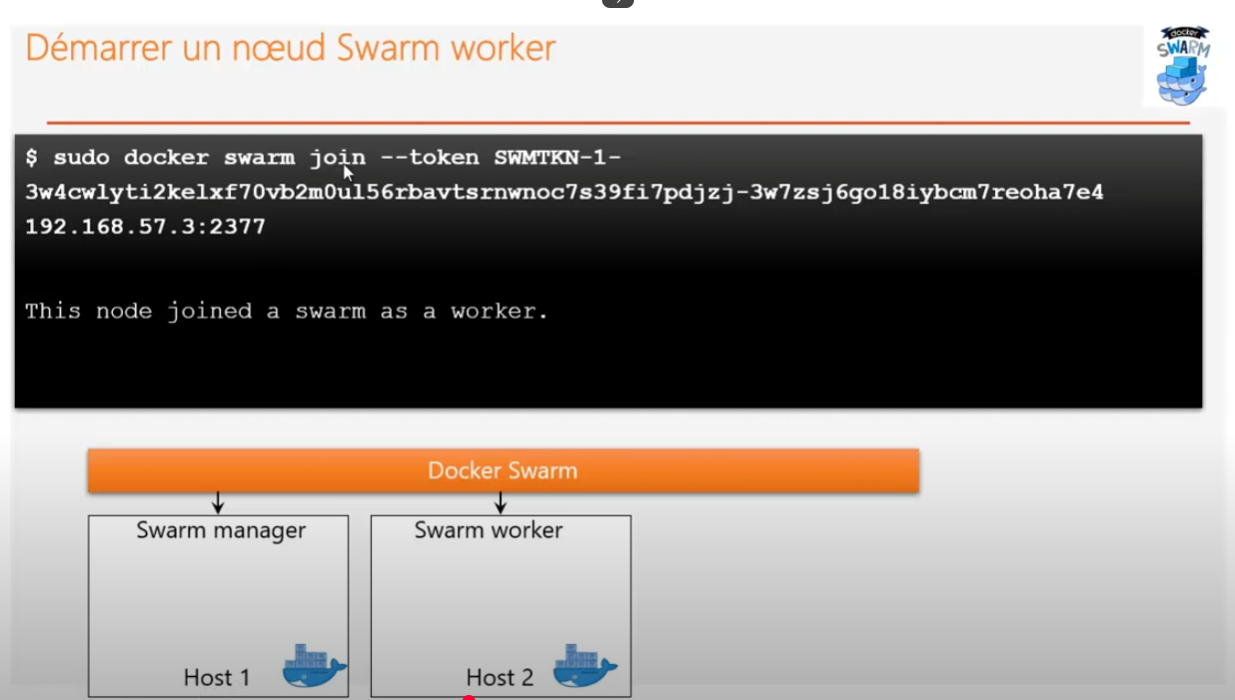 Démarrer un nœud Swarm worker
docker
SWARM
$ sudo docker swarm join --token SWMTKN-1-
3w4cwlyti2kelxf70vb2m0ul56rbavtsrnwnoc7s39fi7pdjzj-3w7zsj6go18iybcm7reoha7e4
192.168.57.3:2377
This node joined a swarm as a worker.
Docker Swarm
Swarm manager
Swarm worker
Host 1
Host 2